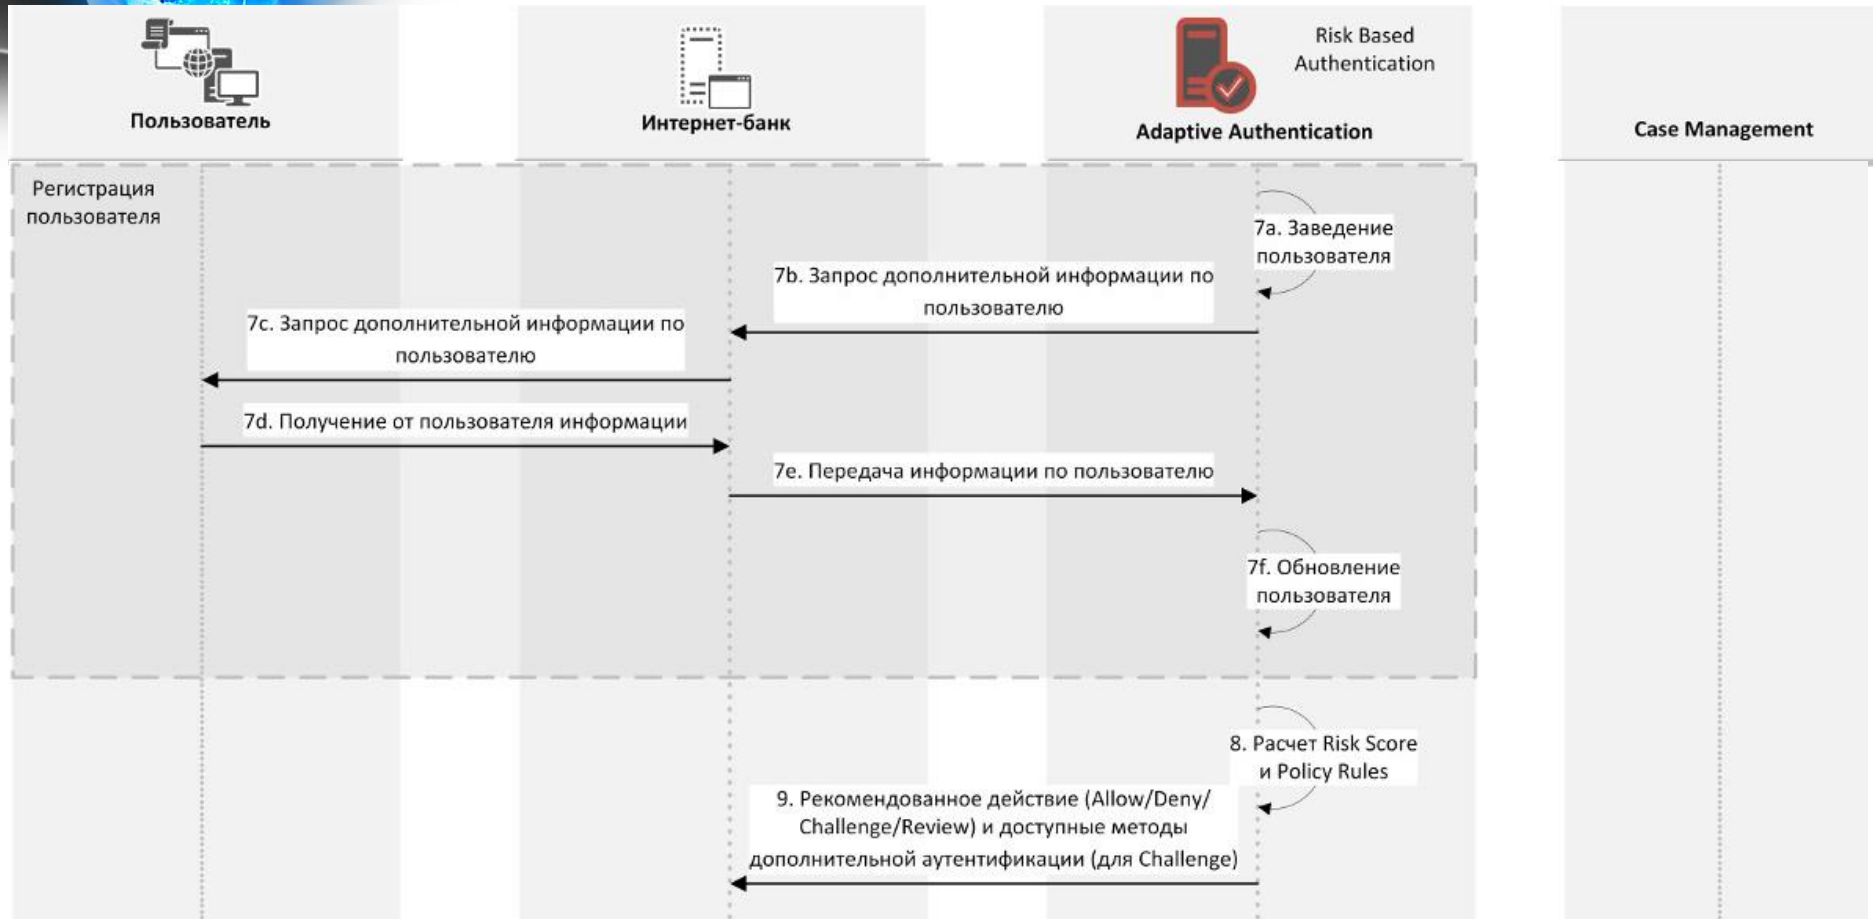 Risk Based
Authentication
Пользователь
Интернет-банк
Adaptive Authentication
Case Management
Регистрация
пользователя
7a. Заведение
пользователя
7b. Запрос дополнительной информации по
пользователю
7c. Запрос дополнительной информации по
пользователю
7d. Получение от пользователя информации
7e. Передача информации по пользователю
7f. Обновление
пользователя
8. Расчет Risk Score
и Policy Rules
9. Рекомендованное действие (Allow/Deny/
Challenge/Review) и доступные методы
дополнительной аутентификации (для Challenge)